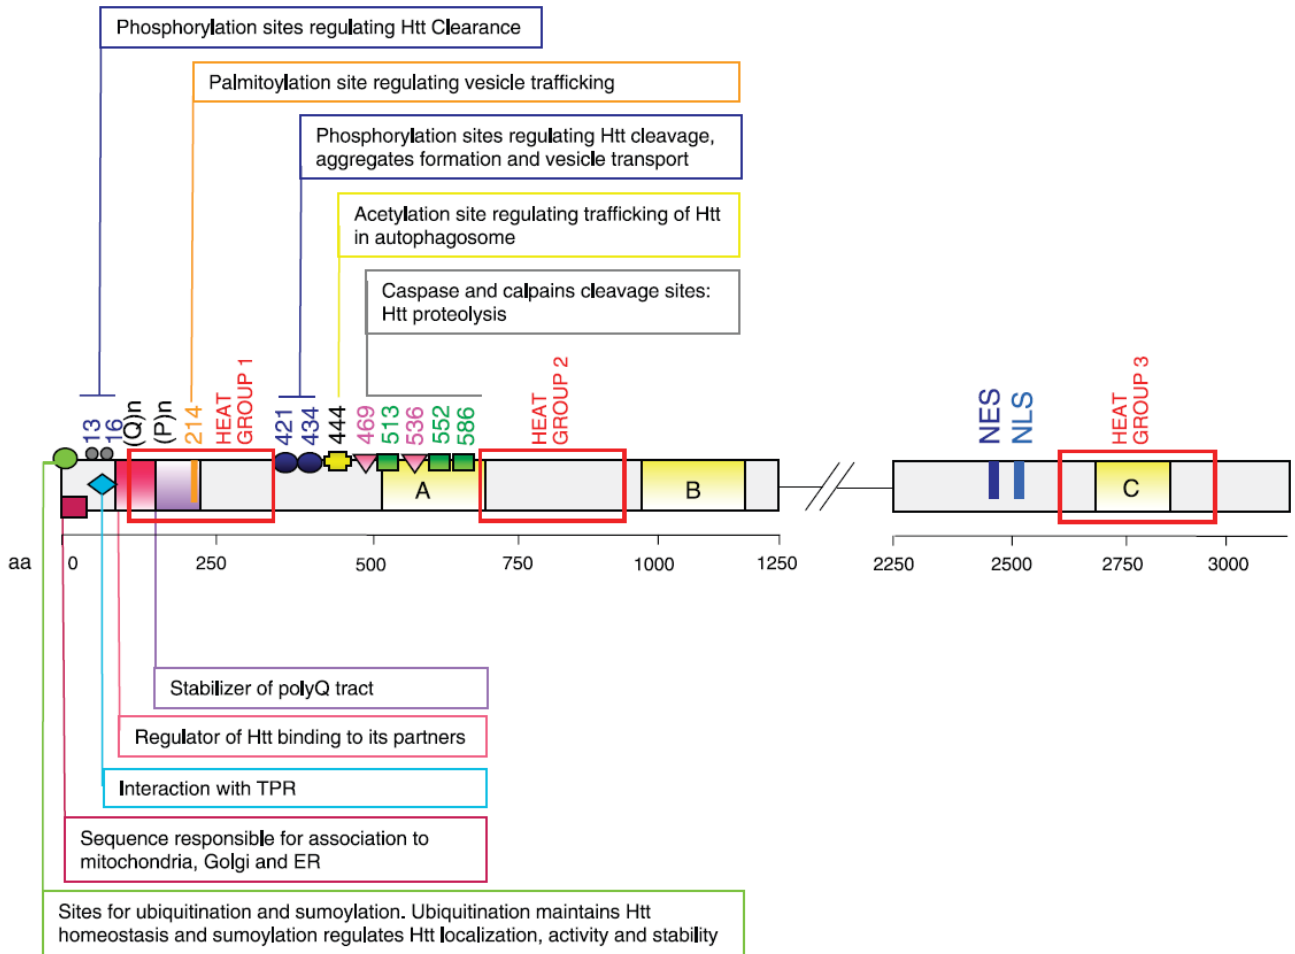 Phosphorylation sites regulating Htt Clearance
Palmitoylation site regulating vesicle trafficking
Phosphorylation sites regulating Htt cleavage,
aggregates formation and vesicle transport
Acetylation site regulating trafficking of Htt
in autophagosome
Caspase and calpains cleavage sites:
Htt proteolysis
13
16
(Q)n
(P)n
214
HEAT
GROUP 1
421
434
444
469
513
536
552
586
HEAT
GROUP 2
NES
NLS
HEAT
GROUP 3
A
B
C
aa
0
250
500
750
1000
1250
2250
2500
2750
3000
Stabilizer of polyQ tract
Regulator of Htt binding to its partners
Interaction with TPR
Sequence responsible for association to
mitochondria, Golgi and ER
Sites for ubiquitination and sumoylation. Ubiquitination maintains Htt
homeostasis and sumoylation regulates Htt localization, activity and stability